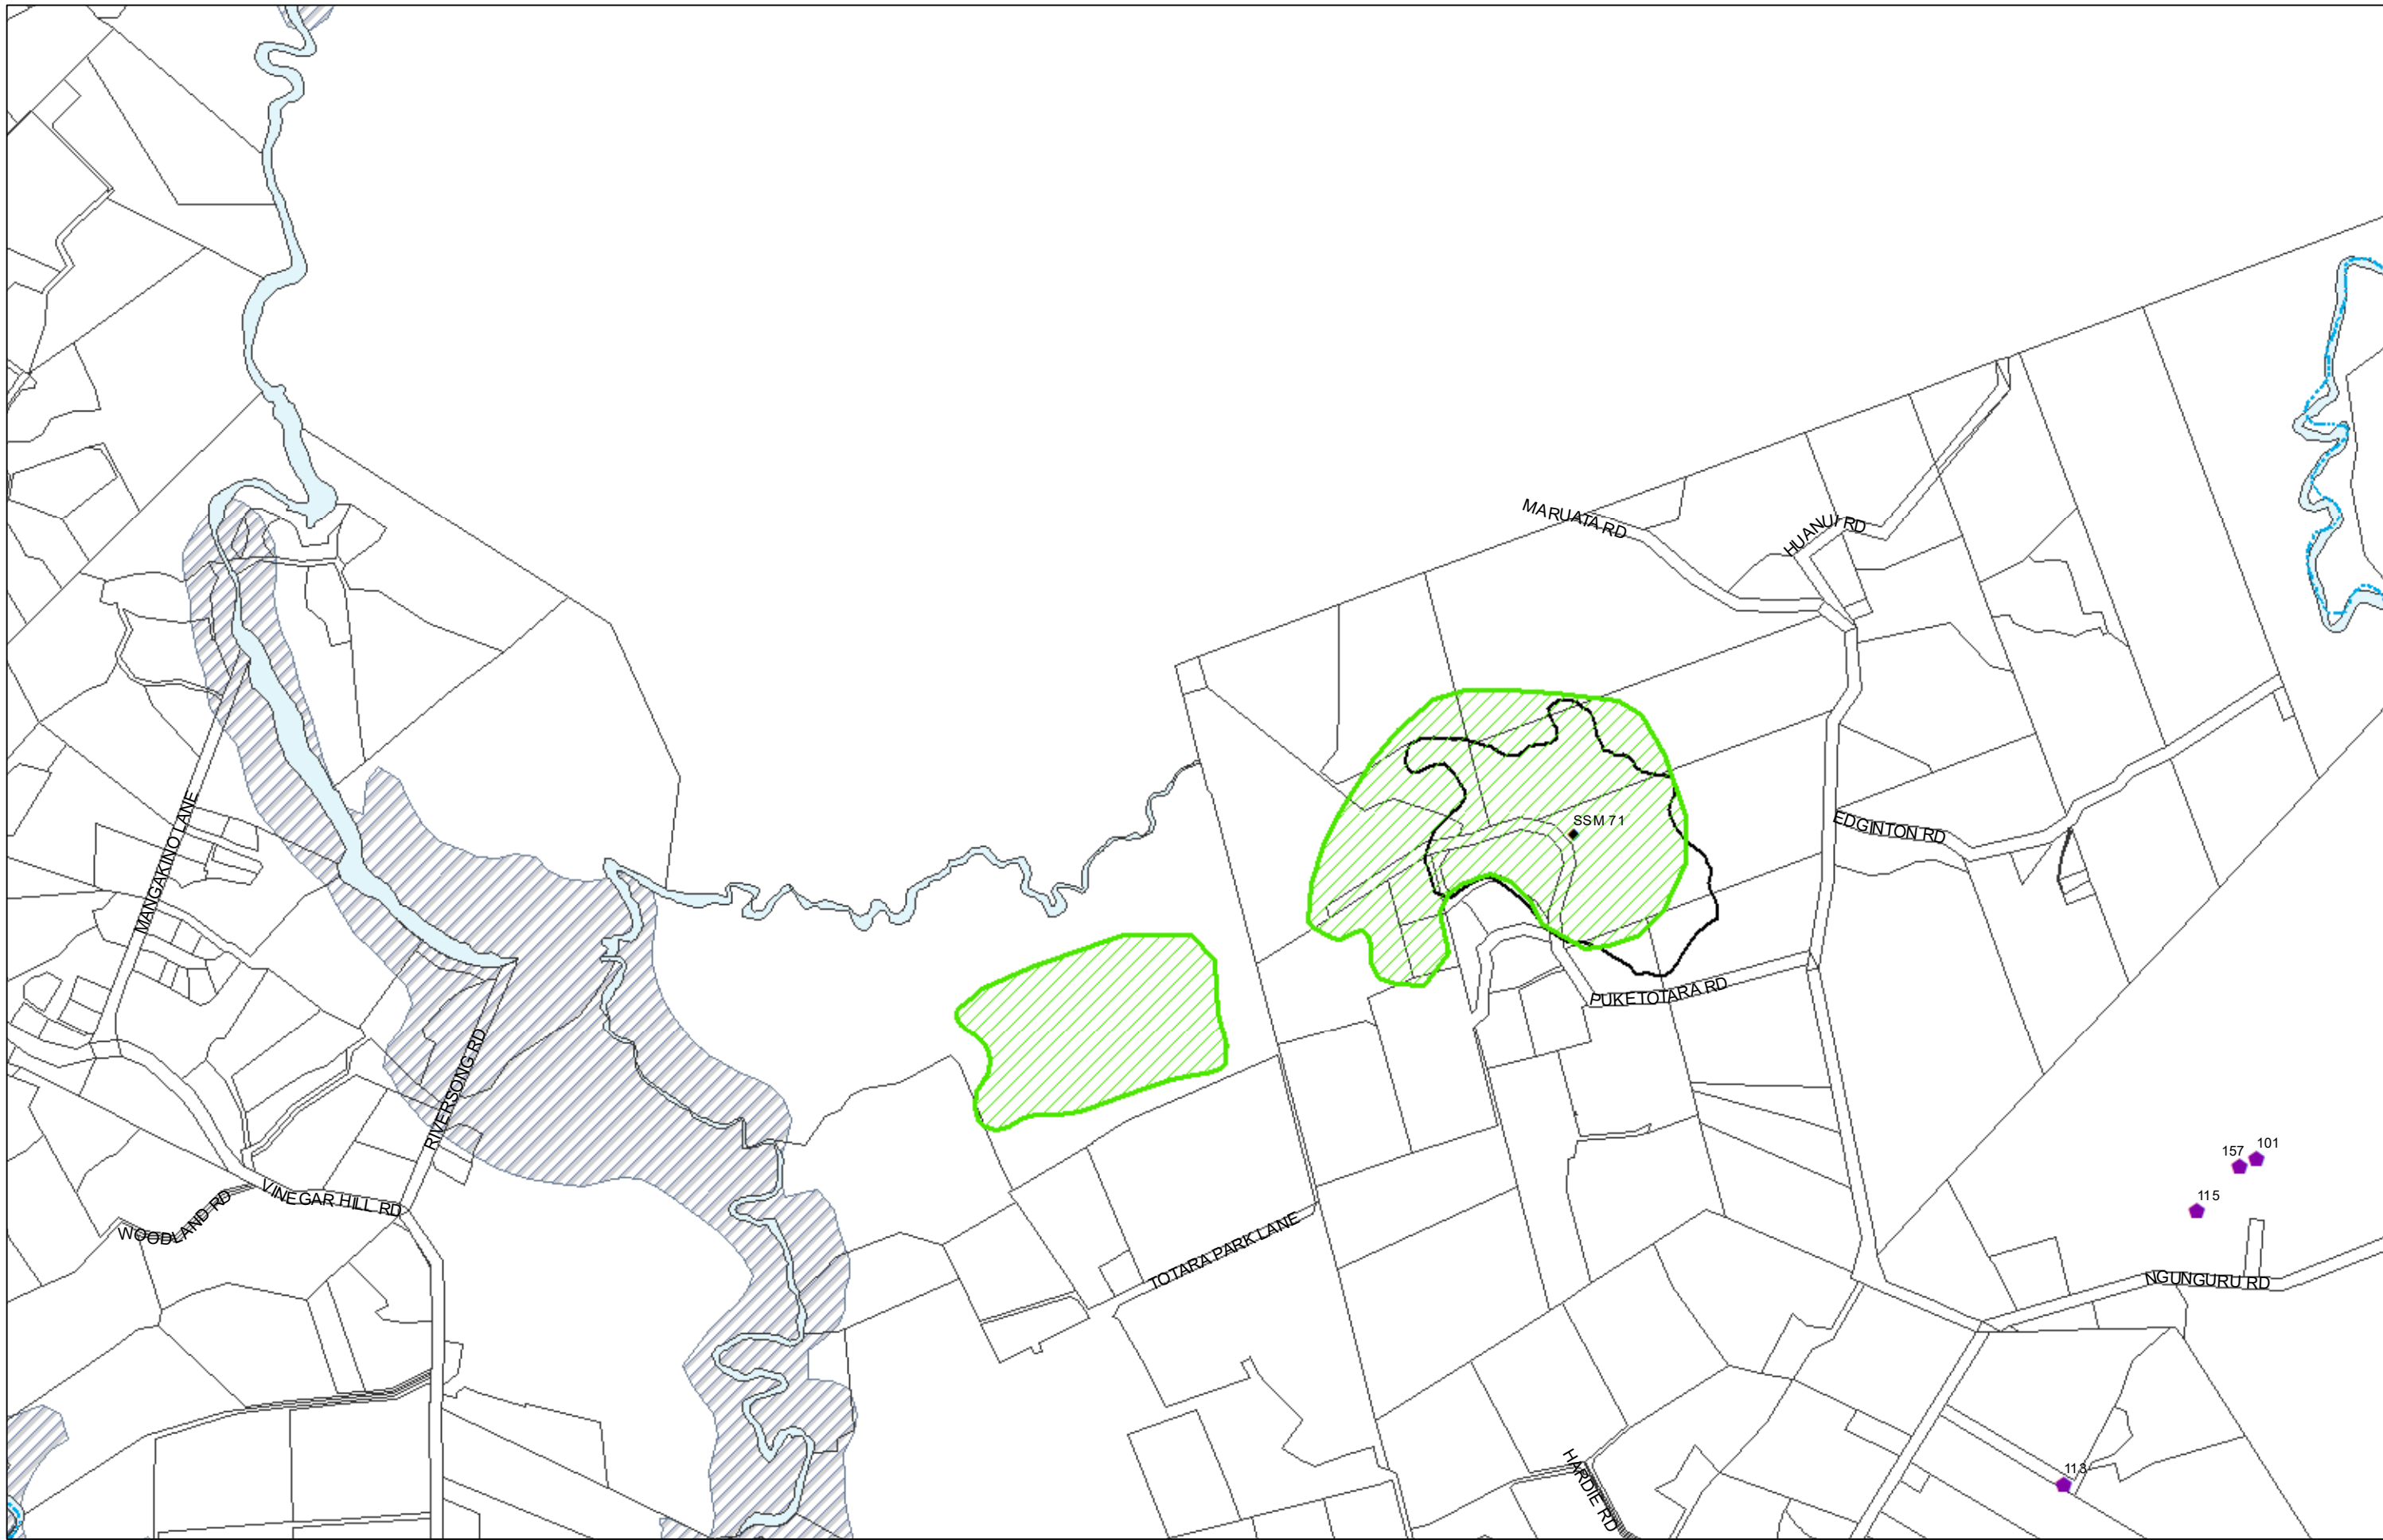 MARUATA RD
HUANUI RD
MANGAKINO LANE
SSM 71
EDGINTON RD
PUKETOTARA RD
RIVERSONG RD
157
101
115
WOODLAND RD
VINEGAR HILL RD
TOTARA PARK LANE
NGUNGURU RD
HARDIE RD
113